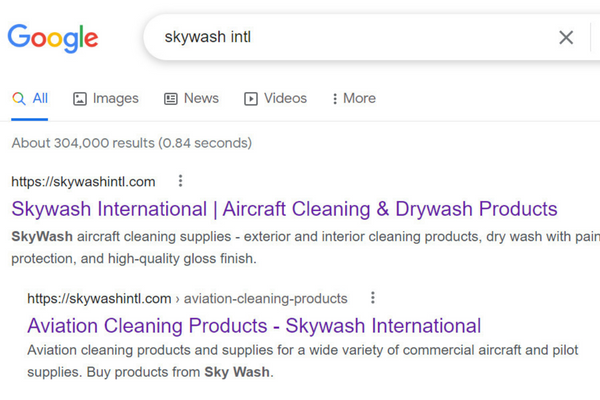 Google
skywash intl
All Images News Videos More
About 304,000 results (0.84 seconds)
https://skywashintl.com
Skywash International | Aircraft Cleaning & Drywash Products
SkyWash aircraft cleaning supplies - exterior and interior cleaning products, dry wash with
protection, and high-quality gloss finish.
https://skywashintl.com › aviation-cleaning-products
Aviation Cleaning Products - Skywash International
Aviation cleaning products and supplies for a wide variety of commercial aircraft and pilot
supplies. Buy products from Sky Wash.